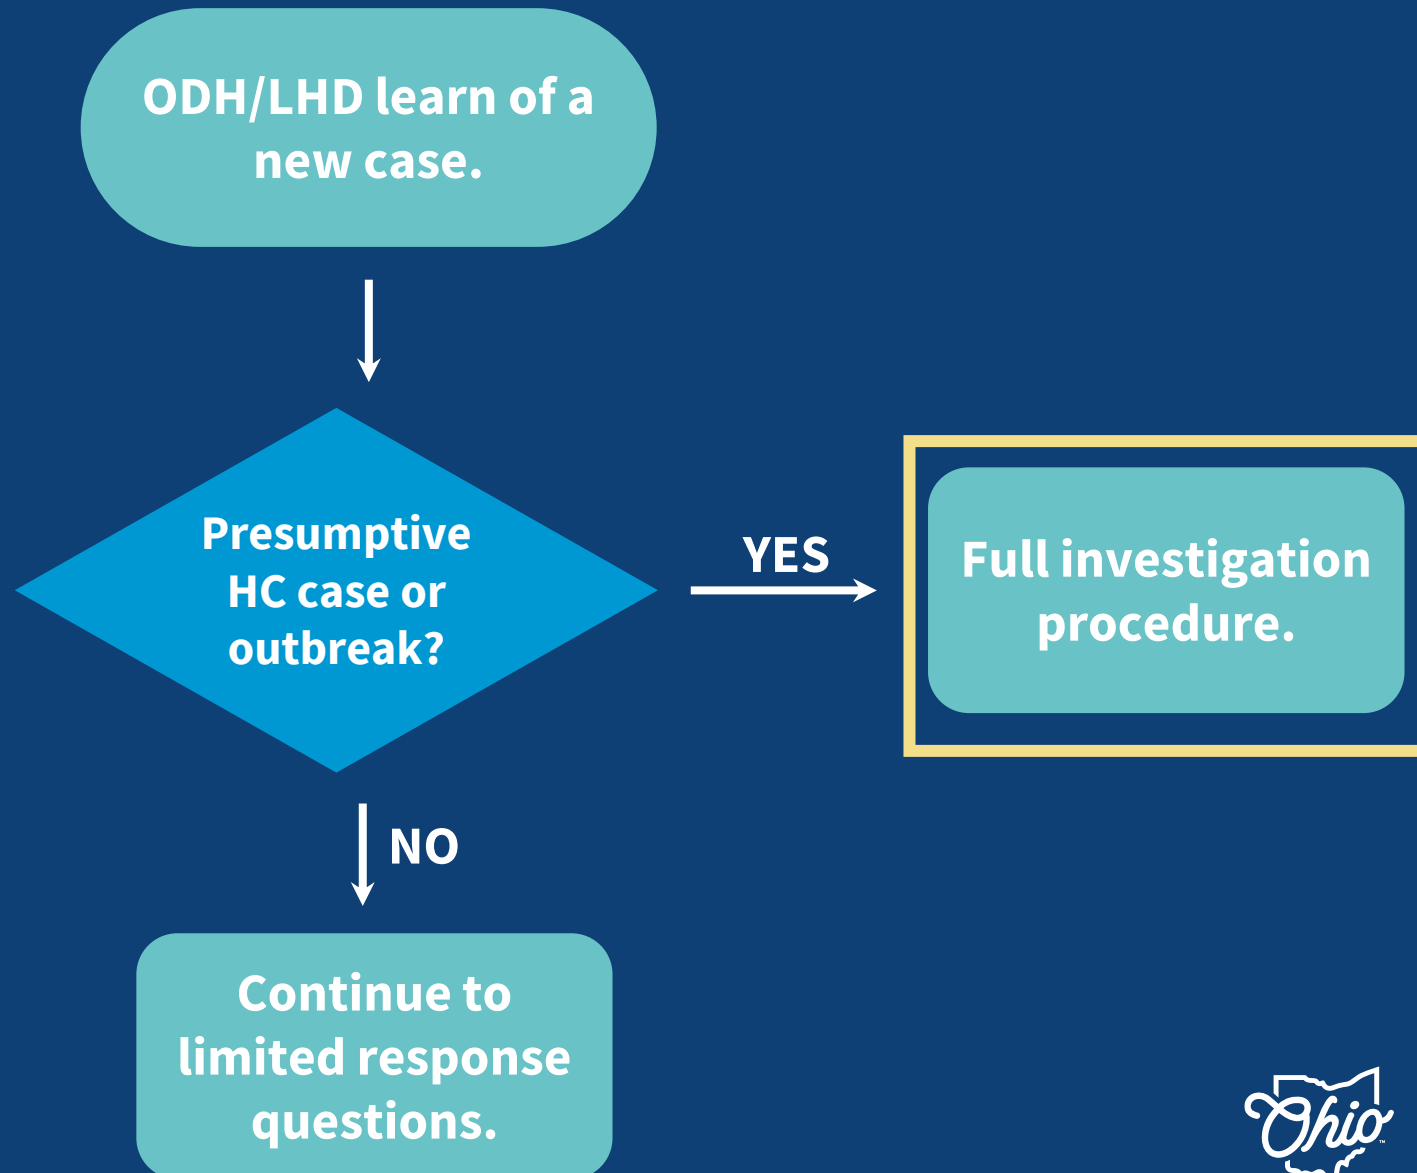 ODH/LHD learn of a
new case.
Presumptive
HC case or
outbreak?
YES
Full investigation
procedure.
NO
Continue to
limited response
questions.
Ohio
™